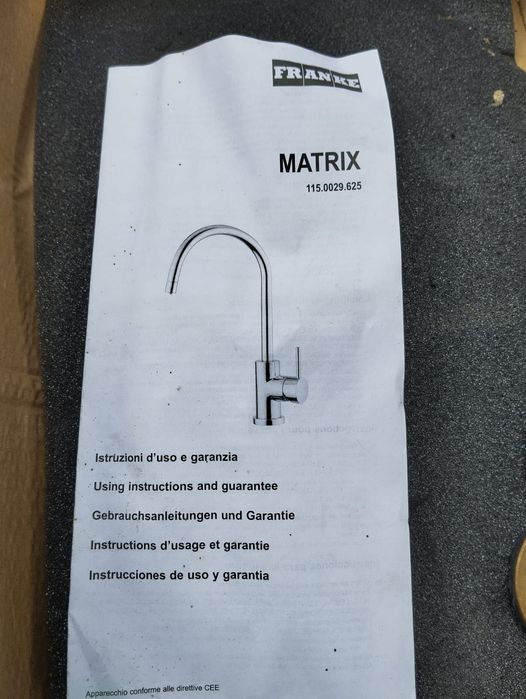 FRANKE
MATRIX
115.0029.625
Istruzioni d'uso e garanzia
Using instructions and guarantee
Gebrauchsanleitungen und Garantie
Instructions d'usage et garantie
Instrucciones de uso y garantia
Apparecchio conforme alle direttive CEE